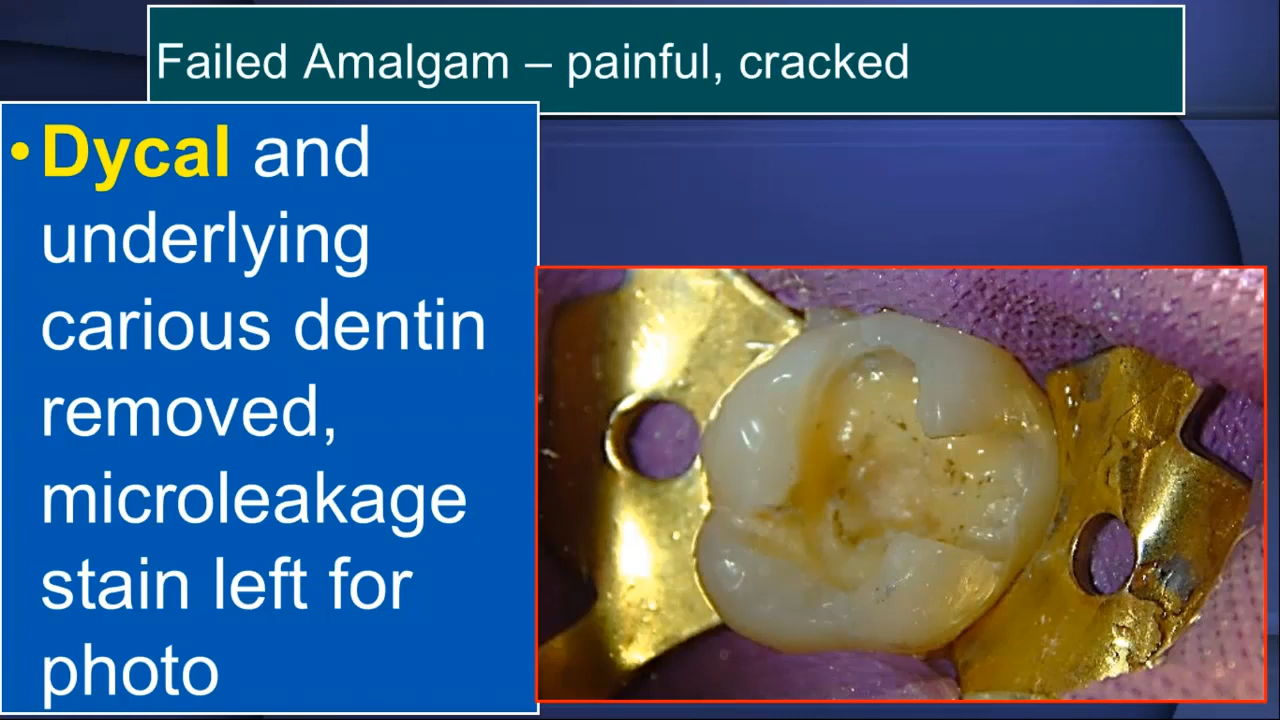 Failed Amalgam – painful, cracked
•Dycal and
underlying
carious dentin
removed,
microleakage
stain left for
photo